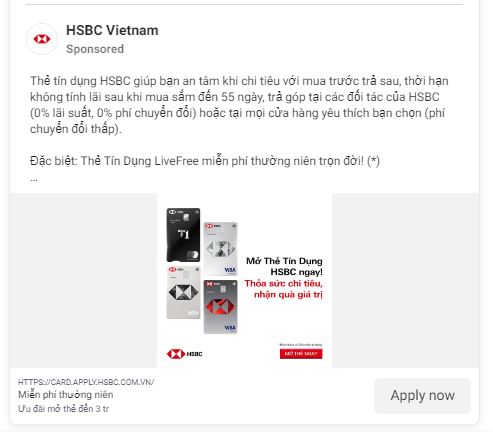 HSBC Vietnam
Sponsored
Thẻ tín dụng HSBC giúp bạn an tâm khi chi tiêu với mua trước trả sau, thời hạn
không tính lãi sau khi mua sắm đến 55 ngày, trả góp tại các đối tác của HSBC
(0% lãi suất, 0% phí chuyển đổi) hoặc tại mọi cửa hàng yêu thích bạn chọn (phí
chuyển đổi thấp).
Đặc biệt: Thẻ Tín Dụng LiveFree miễn phí thường niên trọn đời! (*)
...
HSBC
HSBC
T1
VISA
HSBC
HSBC
VISA
VISA
Mở Thẻ Tín Dụng
HSBC ngay!
Thỏa sức chi tiêu,
nhận quà giá trị
HSBC
MỞ THẺ NGAY
HTTPS://CARD.APPLY.HSBC.COM.VN/
Miễn phí thường niên
Ưu đãi mở thẻ đến 3 tr
Apply now